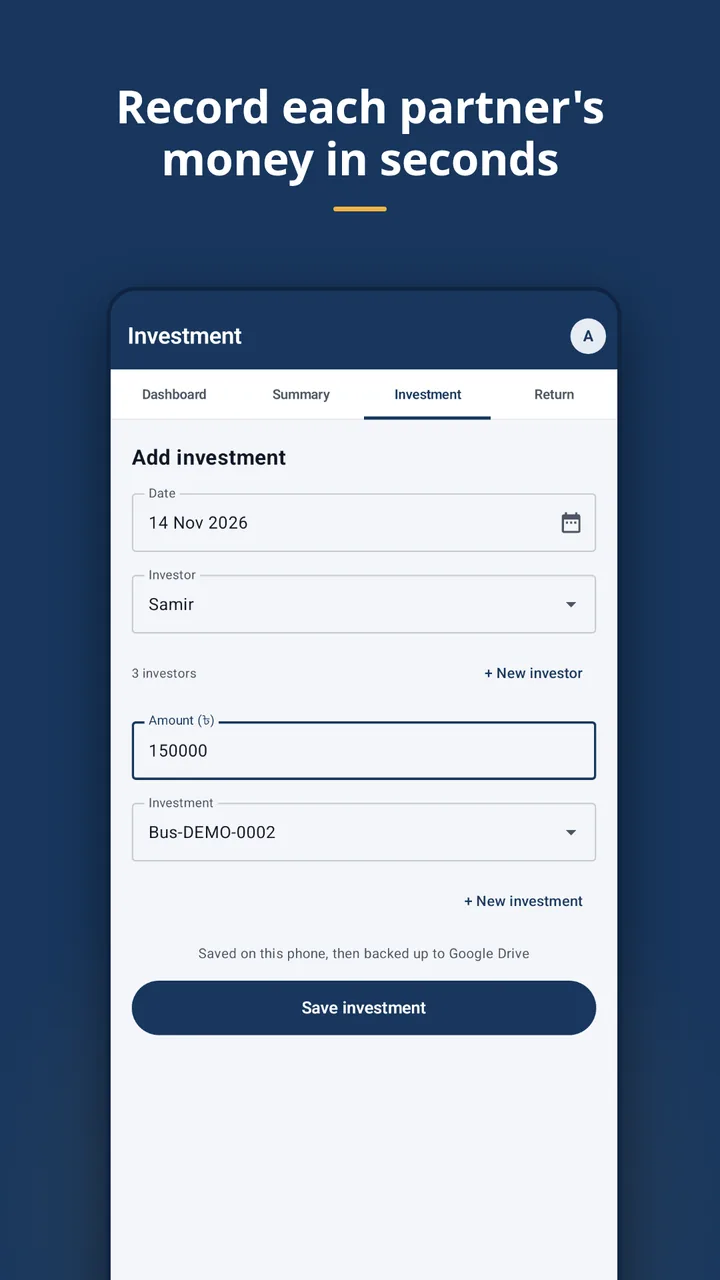 Record each partner's
money in seconds
Investment
A
Dashboard Summary Investment Return
Add investment
Date
14 Nov 2026
Investor
Samir
3 investors + New investor
Amount (৳)
150000
Investment
Bus-DEMO-0002
+ New investment
Saved on this phone, then backed up to Google Drive
Save investment